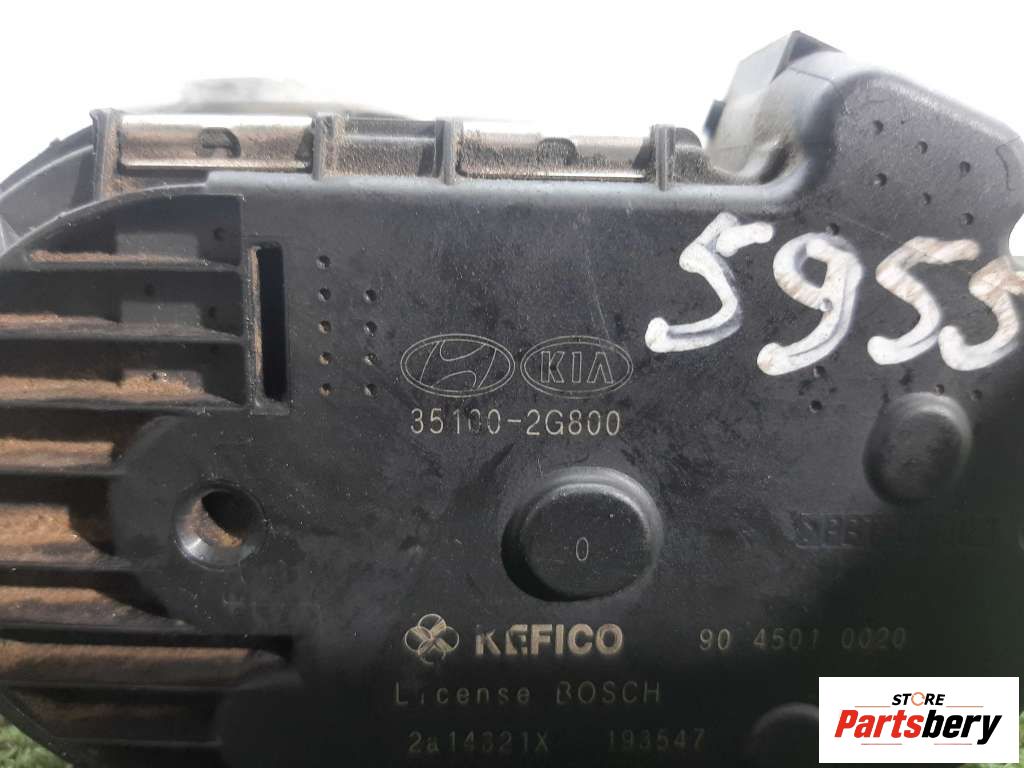 5955
KIA
35100-2G800
0
KEFICO 90 4501 0020
License BOSCH
2a14321X 193547
STORE
Partsbery